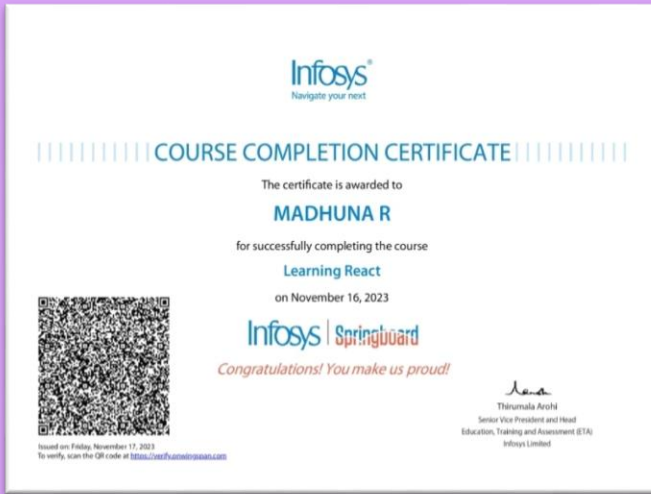 Infosys®
Navigate your next
COURSE COMPLETION CERTIFICATE
The certificate is awarded to
MADHUNA R
for successfully completing the course
Learning React
on November 16, 2023
Infosys | Springboard
Congratulations! You make us proud!
Thirumala Arohi
Senior Vice President and Head
Education, Training and Assessment (ETA)
Infosys Limited
Issued on: Friday, November 17, 2023
To verify, scan the QR code at https://verify.onwingspan.com